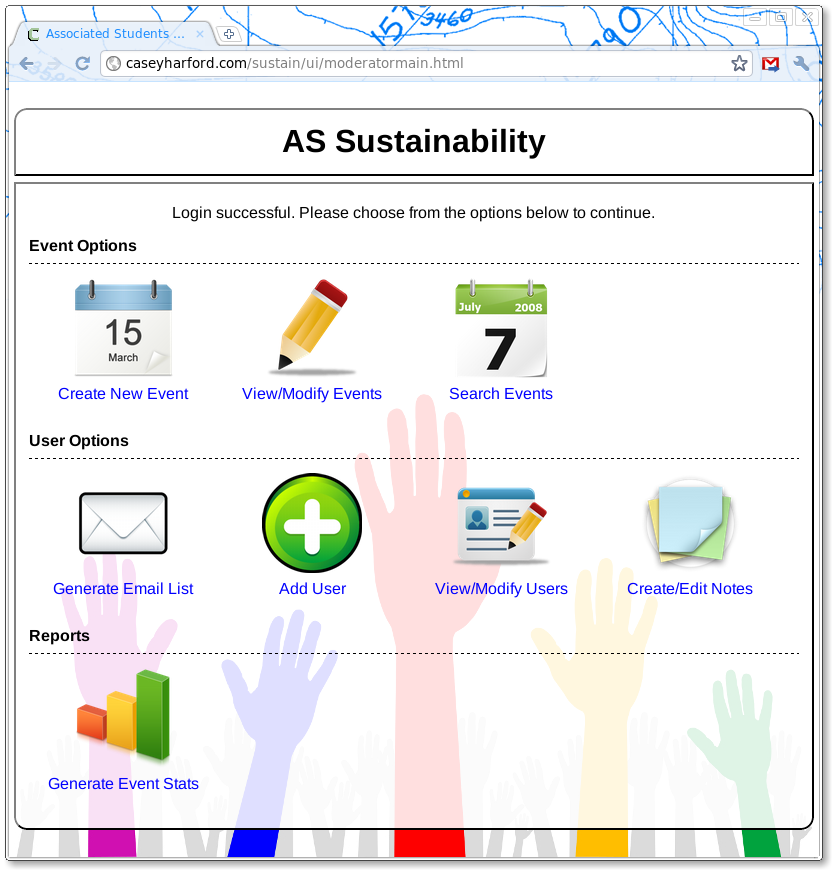 3460
Associated Students ...
caseyharford.com/sustain/ui/moderatormain.html
AS Sustainability
Login successful. Please choose from the options below to continue.
Event Options
15
March
July 2008
7
Create New Event
View/Modify Events
Search Events
User Options
Generate Email List
Add User
View/Modify Users
Create/Edit Notes
Reports
Generate Event Stats